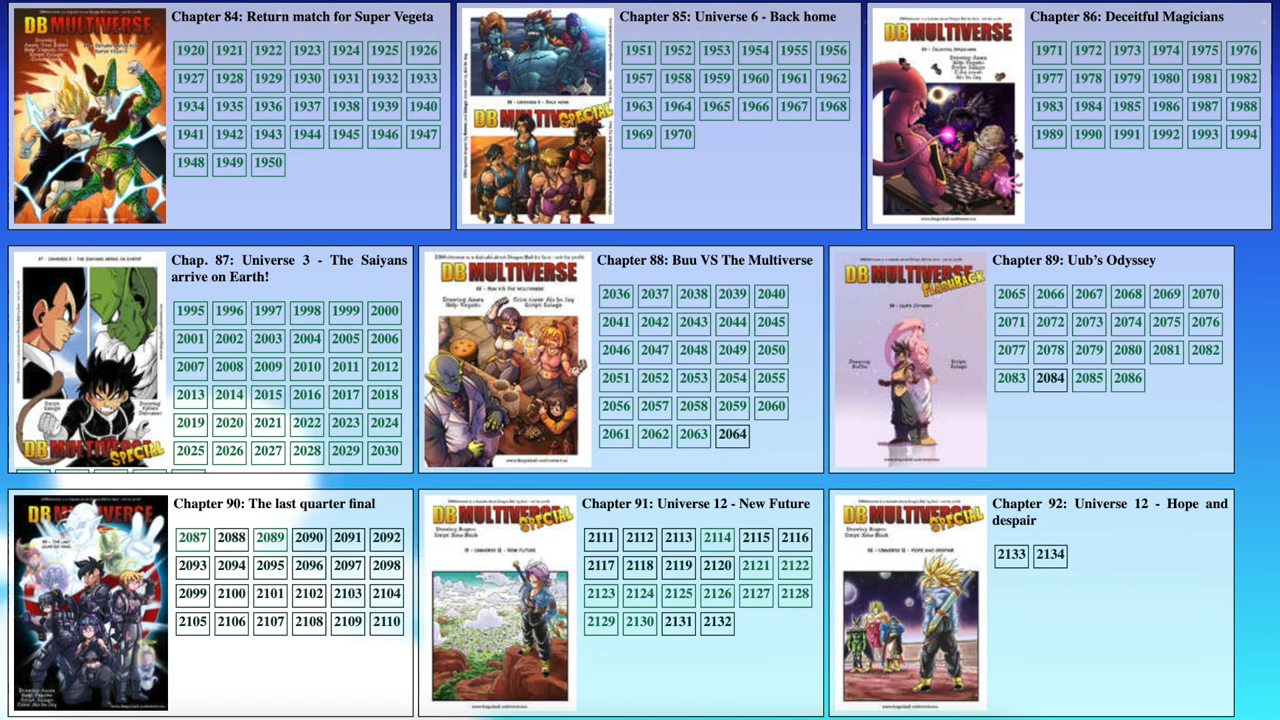 Chapter 84: Return match for Super Vegeta
1920 1921 1922 1923 1924 1925 1926
1927 1928 1929 1930 1931 1932 1933
1934 1935 1936 1937 1938 1939 1940
1941 1942 1943 1944 1945 1946 1947
1948 1949 1950
DB MULTIVERSE
Chapter 85: Universe 6 - Back home
1951 1952 1953 1954 1955 1956
1957 1958 1959 1960 1961 1962
1963 1964 1965 1966 1967 1968
1969 1970
DB MULTIVERSE
SPECIAL
Chapter 86: Deceitful Magicians
1971 1972 1973 1974 1975 1976
1977 1978 1979 1980 1981 1982
1983 1984 1985 1986 1987 1988
1989 1990 1991 1992 1993 1994
DB MULTIVERSE
Chap. 87: Universe 3 - The Saiyans
on earth!
1995 1996 1997 1998 1999 2000
2001 2002 2003 2004 2005 2006
2007 2008 2009 2010 2011 2012
2013 2014 2015 2016 2017 2018
2019 2020 2021 2022 2023 2024
2025 2026 2027 2028 2029 2030
DB MULTIVERSE
SPECIAL
Chapter 88: Buu VS The Multiverse
2036 2037 2038 2039 2040
2041 2042 2043 2044 2045
2046 2047 2048 2049 2050
2051 2052 2053 2054 2055
2056 2057 2058 2059 2060
2061 2062 2063 2064
DB MULTIVERSE
Chapter 89: Uub's Odyssey
2065 2066 2067 2068 2069 2070
2071 2072 2073 2074 2075 2076
2077 2078 2079 2080 2081 2082
2083 2084 2085 2086
DB MULTIVERSE
FLASHBACK
Chapter 90: The last quarter final
2087 2088 2089 2090 2091 2092
2093 2094 2095 2096 2097 2098
2099 2100 2101 2102 2103 2104
2105 2106 2107 2108 2109 2110
DB MULTIVERSE
Chapter 91: Universe 12 - New Future
2111 2112 2113 2114 2115 2116
2117 2118 2119 2120 2121 2122
2123 2124 2125 2126 2127 2128
2129 2130 2131 2132
DB MULTIVERSE
SPECIAL
Chapter 92: Universe 12 - Hope and
despair
2133 2134
DB MULTIVERSE
SPECIAL